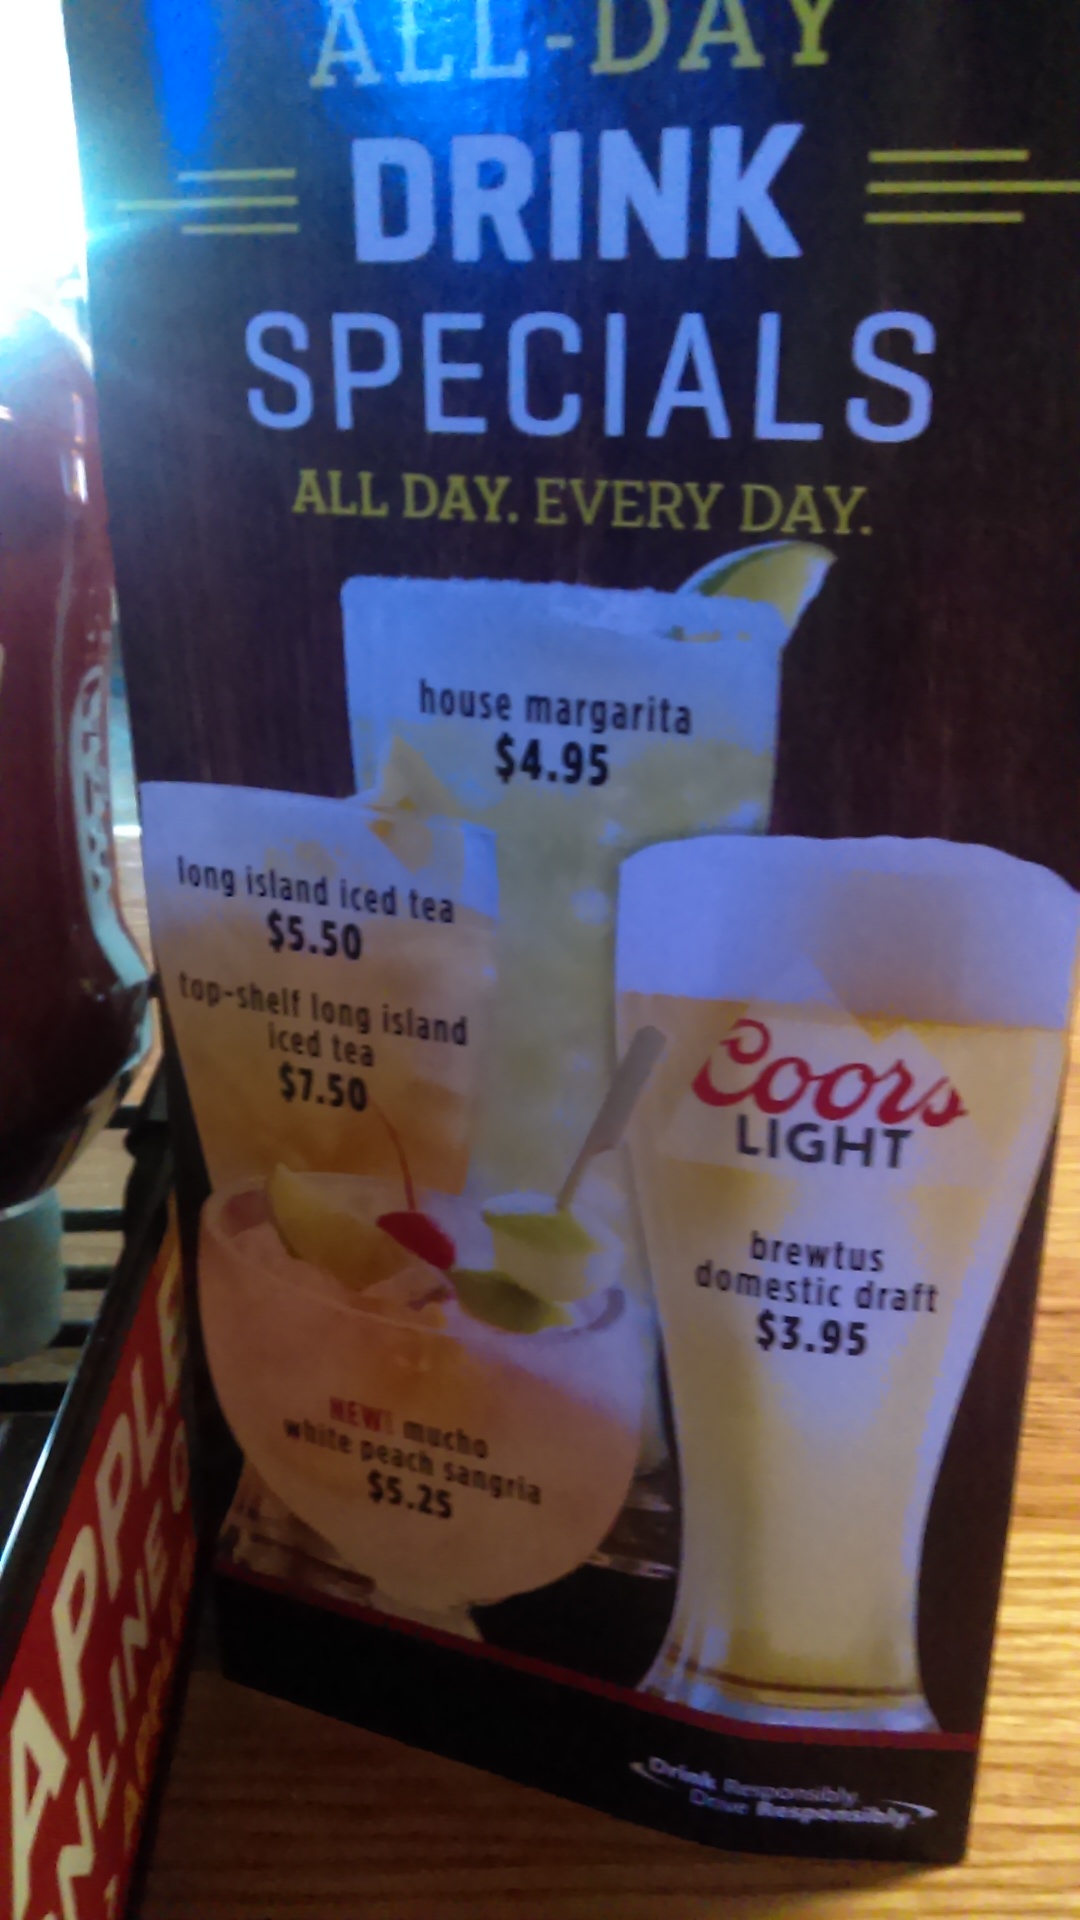 ALL-DAY
DRINK
SPECIALS
ALL DAY. EVERY DAY.
house margarita
$4.95
long island iced tea
$5.50
top-shelf long island
iced tea
$7.50
Coors
LIGHT
brewtus
domestic draft
$3.95
NEW! mucho
white peach sangria
$5.25
Drink Responsibly
Drive Responsibly.
APPLE